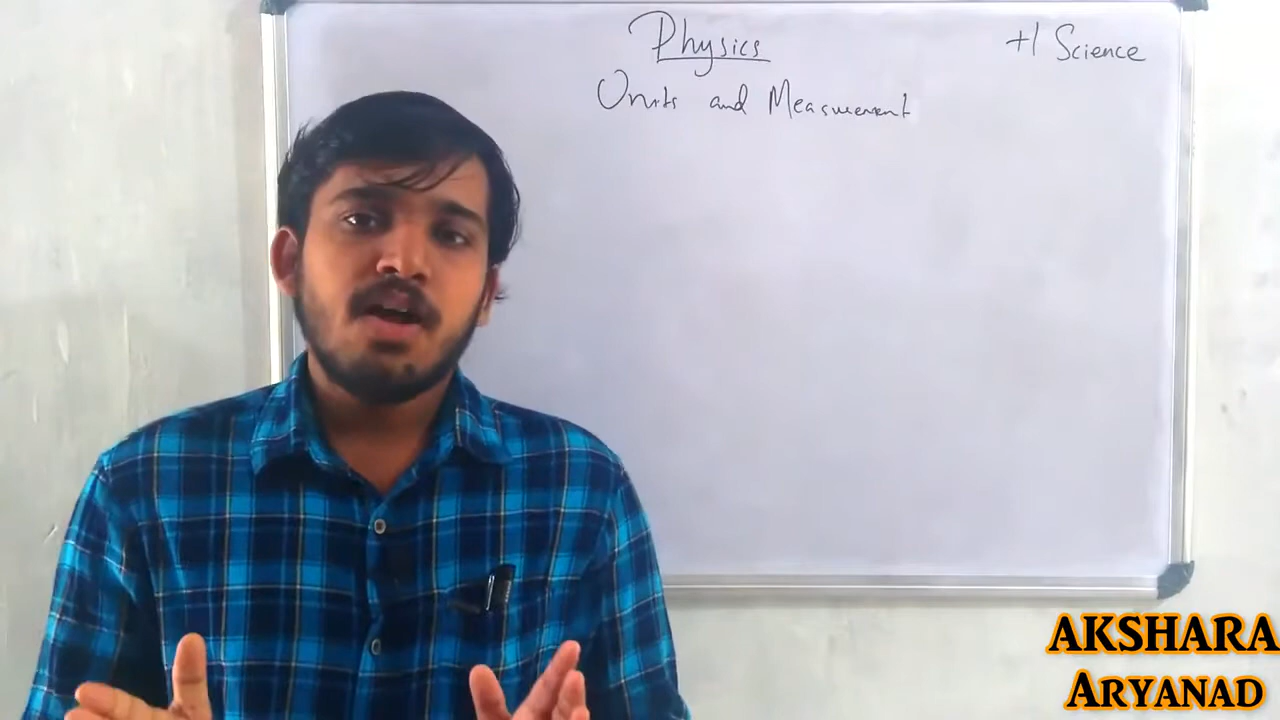 Physics
+1 Science
Units and Measurement
AKSHARA
ARYANAD